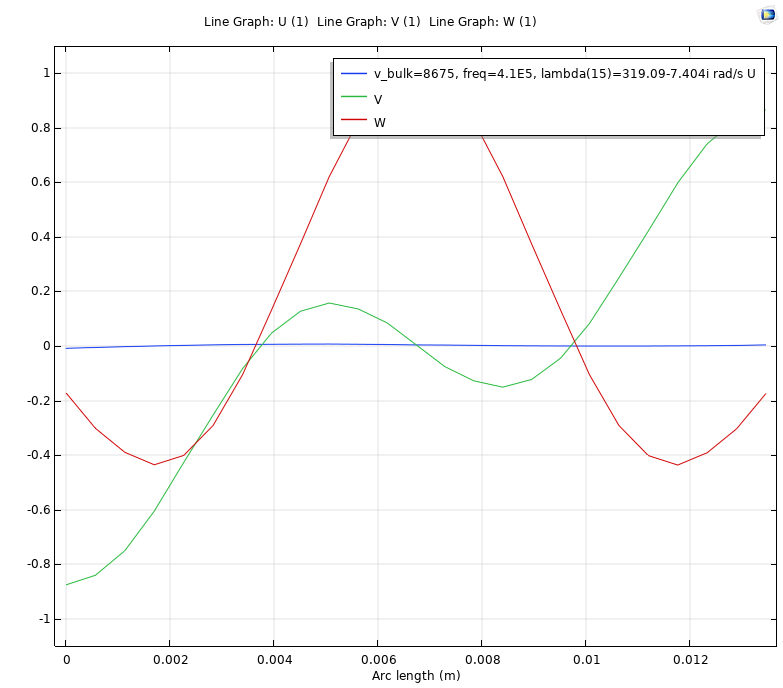 Line Graph: U (1)  Line Graph: V (1)  Line Graph: W (1)
v_bulk=8675, freq=4.1E5, lambda(15)=319.09-7.404i rad/s U
V
W
1
0.8
0.6
0.4
0.2
0
-0.2
-0.4
-0.6
-0.8
-1
0 0.002 0.004 0.006 0.008 0.01 0.012
Arc length (m)